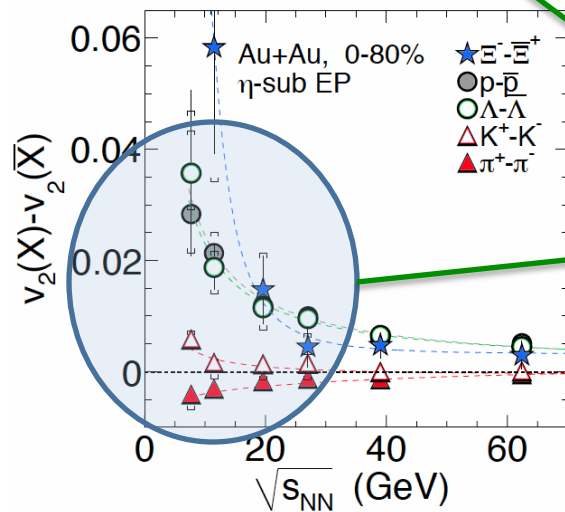 0.06
0.04
0.02
0
v₂(X)-v₂(X̅)
Au+Au, 0-80%
η-sub EP
Ξ⁻-Ξ̅⁺
p-p̅
Λ-Λ̅
K⁺-K⁻
π⁺-π⁻
0 20 40 60
√s_NN (GeV)